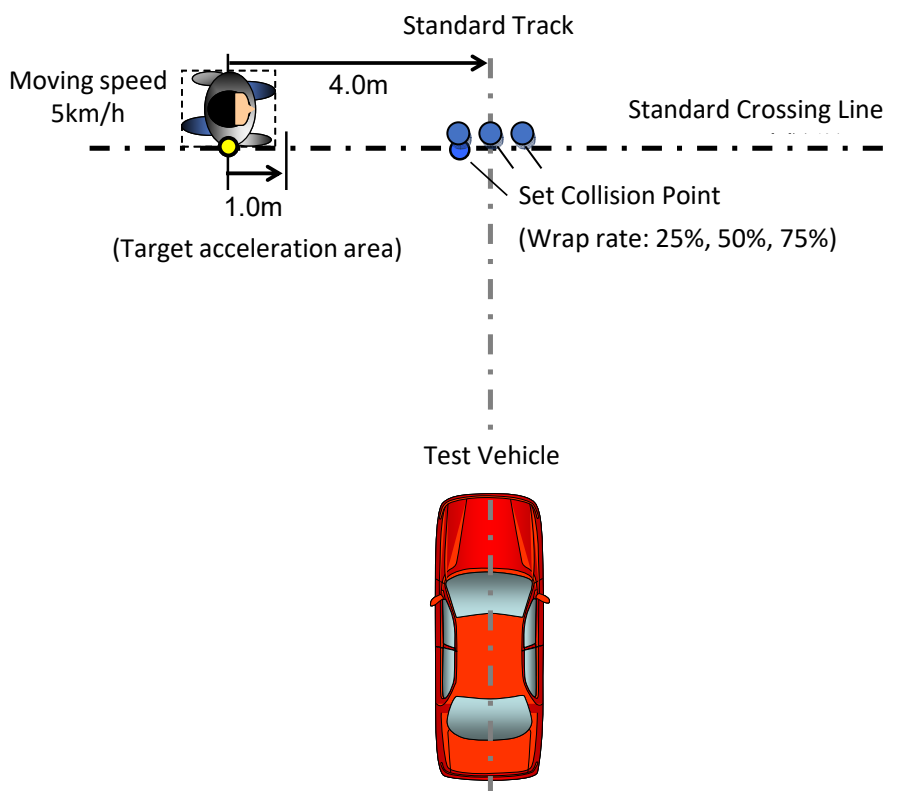 Standard Track
Moving speed
5km/h
4.0m
Standard Crossing Line
1.0m
Set Collision Point
(Wrap rate: 25%, 50%, 75%)
(Target acceleration area)
Test Vehicle